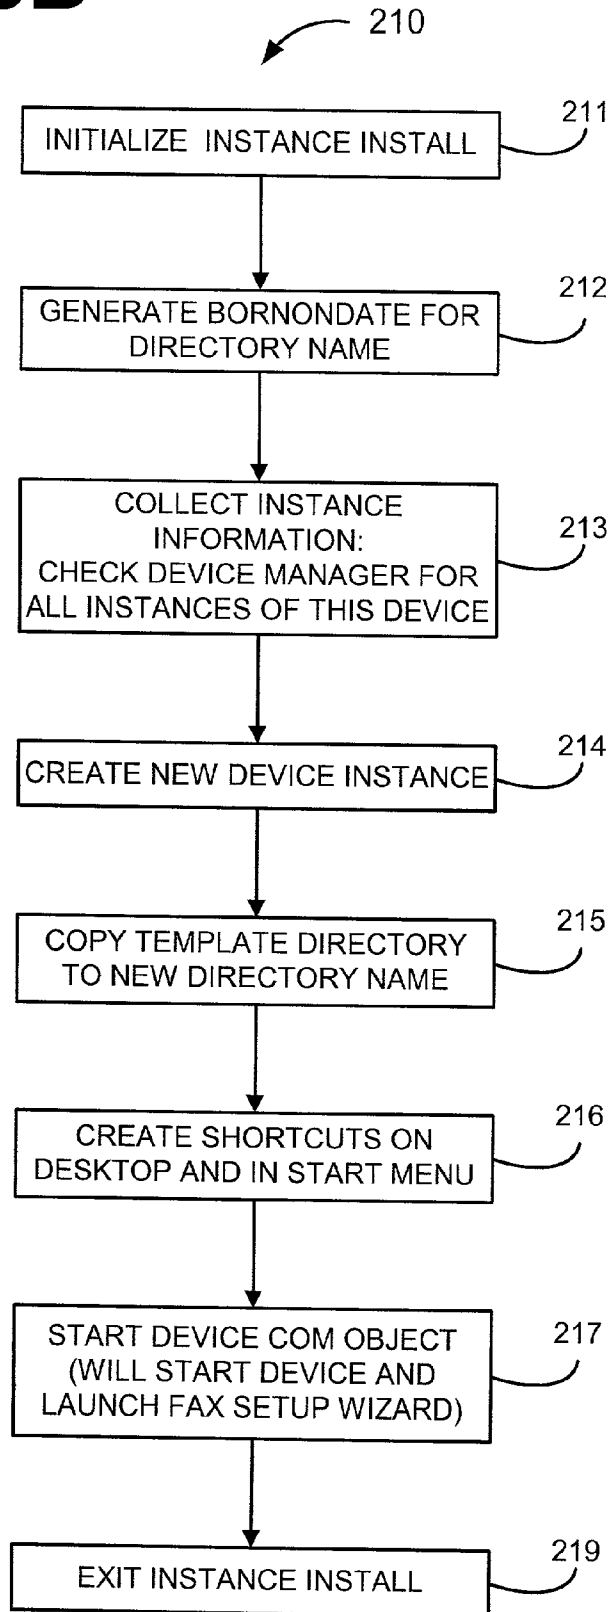 210
INITIALIZE INSTANCE INSTALL
211
GENERATE BORNONDATE FOR
DIRECTORY NAME
212
COLLECT INSTANCE
INFORMATION:
CHECK DEVICE MANAGER FOR
ALL INSTANCES OF THIS DEVICE
213
CREATE NEW DEVICE INSTANCE
214
COPY TEMPLATE DIRECTORY
TO NEW DIRECTORY NAME
215
CREATE SHORTCUTS ON
DESKTOP AND IN START MENU
216
START DEVICE COM OBJECT
(WILL START DEVICE AND
LAUNCH FAX SETUP WIZARD)
217
EXIT INSTANCE INSTALL
219